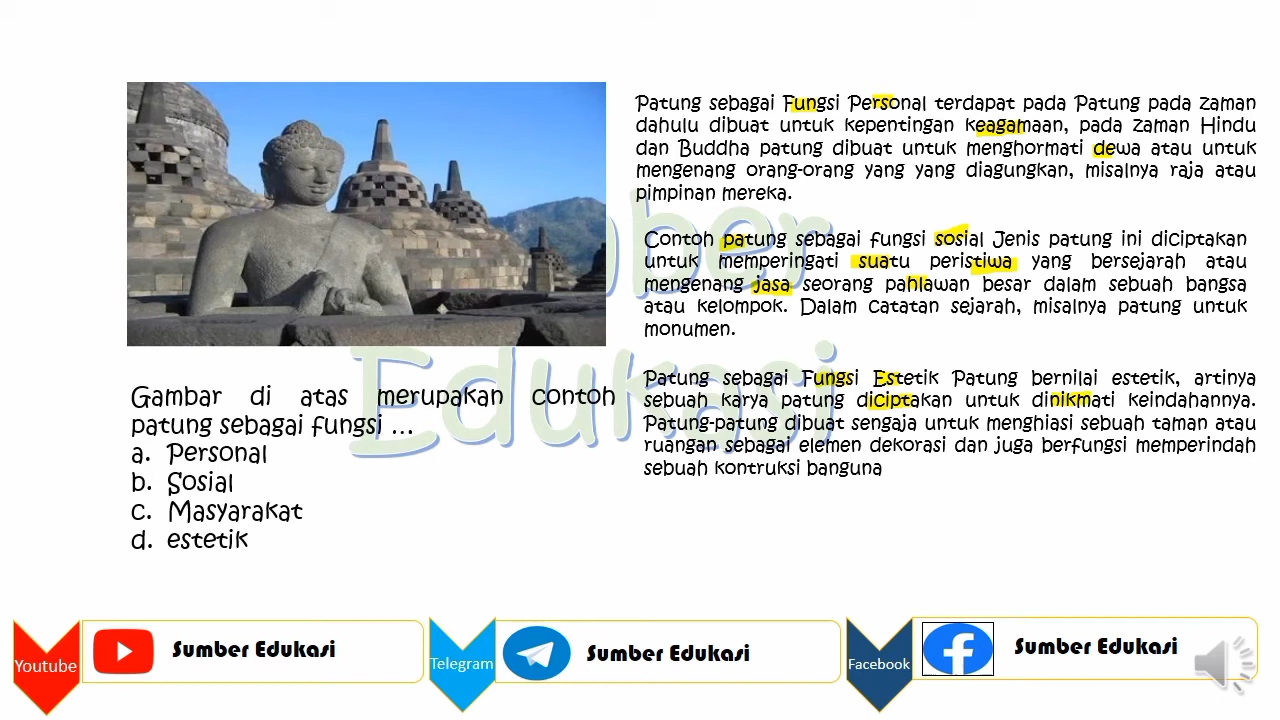 Patung sebagai Fungsi Personal terdapat pada Patung pada zaman
dahulu dibuat untuk kepentingan keagamaan, pada zaman Hindu
dan Buddha patung dibuat untuk menghormati dewa atau untuk
mengenang orang-orang yang yang diagungkan, misalnya raja atau
pimpinan mereka.
Contoh patung sebagai fungsi sosial Jenis patung ini diciptakan
untuk memperingati suatu peristiwa yang bersejarah atau
mengenang jasa seorang pahlawan besar dalam sebuah bangsa
atau kelompok. Dalam catatan sejarah, misalnya patung untuk
monumen.
Patung sebagai Fungsi Estetik Patung bernilai estetik, artinya
sebuah karya patung diciptakan untuk dinikmati keindahannya.
Patung-patung dibuat sengaja untuk menghiasi sebuah taman atau
ruangan sebagai elemen dekorasi dan juga berfungsi memperindah
sebuah kontruksi banguna
Gambar di atas merupakan contoh
patung sebagai fungsi ...
a. Personal
b. Sosial
c. Masyarakat
d. estetik
Edukasi
Youtube
Sumber Edukasi
Telegram
Sumber Edukasi
Facebook
Sumber Edukasi